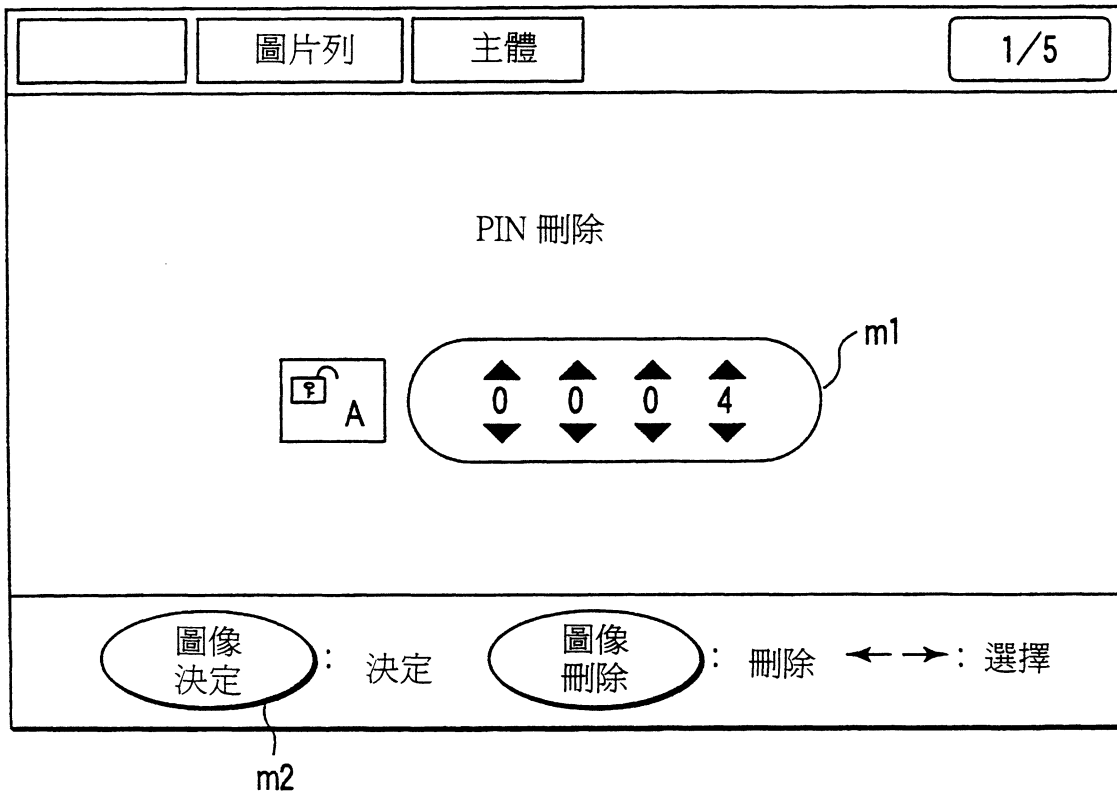 圖片列 主體 1/5
PIN 刪除
m1
A 0 0 0 4
圖像 決定 : 決定 圖像 刪除 : 刪除 ←→ : 選擇
m2